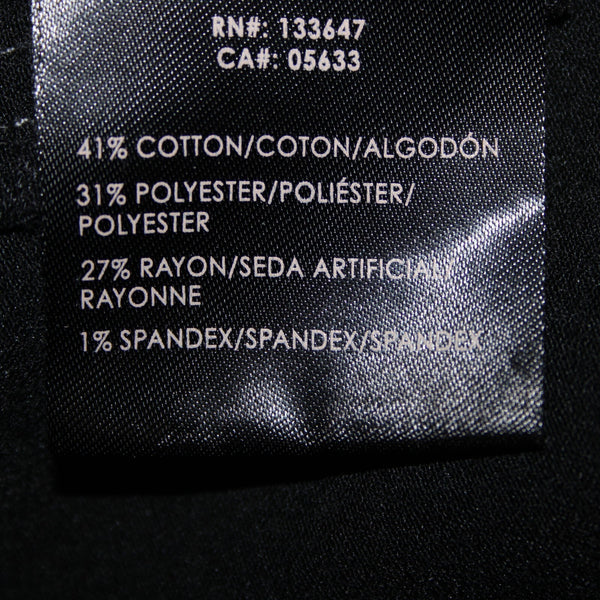 RN#: 133647
CA#: 05633
41% COTTON/COTON/ALGODÓN
31% POLYESTER/POLIÉSTER/
POLYESTER
27% RAYON/SEDA ARTIFICIAL/
RAYONNE
1% SPANDEX/SPANDEX/SPANDEX